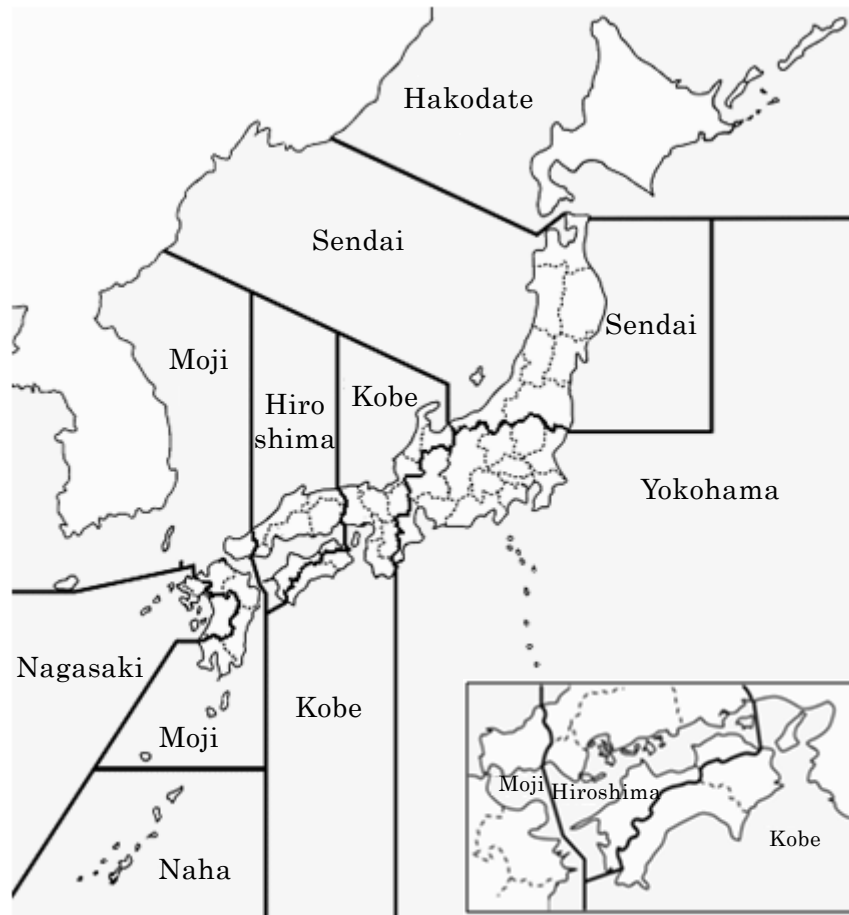 Hakodate
Sendai
Sendai
Moji
Hiro
shima
Kobe
Yokohama
Nagasaki
Kobe
Moji
Naha
Moji
Hiroshima
Kobe